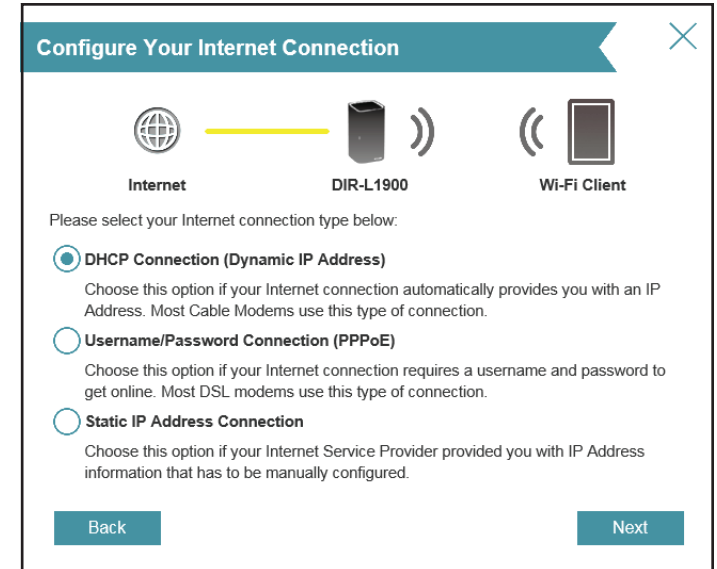 Configure Your Internet Connection
Internet
DIR-L1900
Wi-Fi Client
Please select your Internet connection type below:
DHCP Connection (Dynamic IP Address)
Choose this option if your Internet connection automatically provides you with an IP
Address. Most Cable Modems use this type of connection.
Username/Password Connection (PPPoE)
Choose this option if your Internet connection requires a username and password to
get online. Most DSL modems use this type of connection.
Static IP Address Connection
Choose this option if your Internet Service Provider provided you with IP Address
information that has to be manually configured.
Back
Next